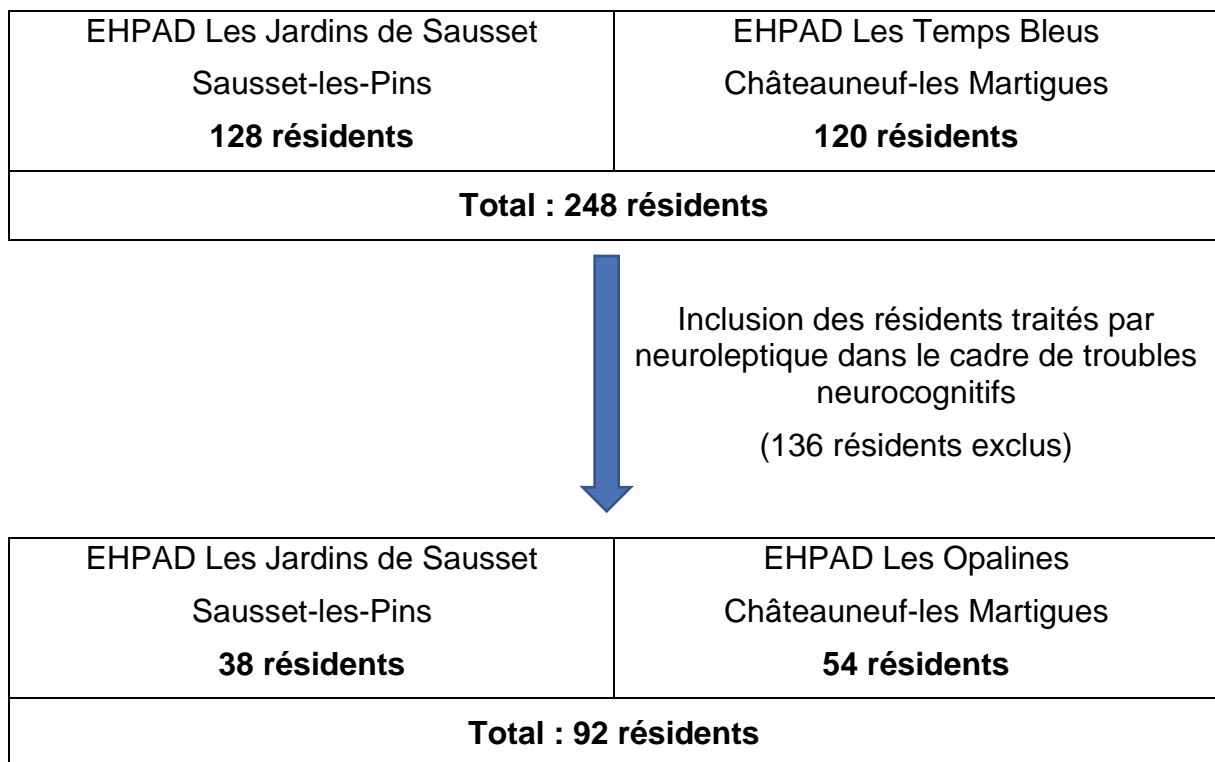 EHPAD Les Jardins de Sausset
Sausset-les-Pins
128 résidents
EHPAD Les Temps Bleus
Châteauneuf-les Martigues
120 résidents
Total : 248 résidents
Inclusion des résidents traités par
neuroleptique dans le cadre de troubles
neurocognitifs
(136 résidents exclus)
EHPAD Les Jardins de Sausset
Sausset-les-Pins
38 résidents
EHPAD Les Opalines
Châteauneuf-les Martigues
54 résidents
Total : 92 résidents